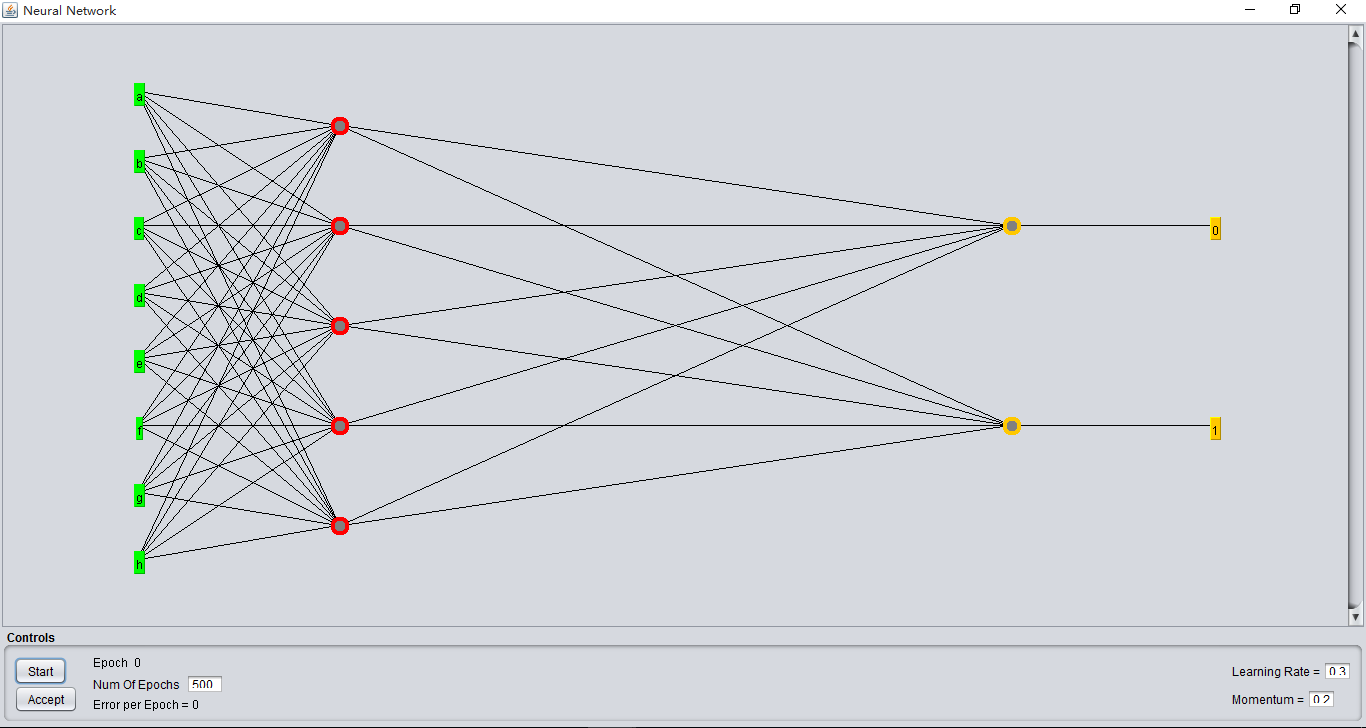 Neural Network
a
b
c
d
e
f
g
h
0
1
Controls
Start
Accept
Epoch 0
Num Of Epochs 500
Error per Epoch = 0
Learning Rate = 0.3
Momentum = 0.2